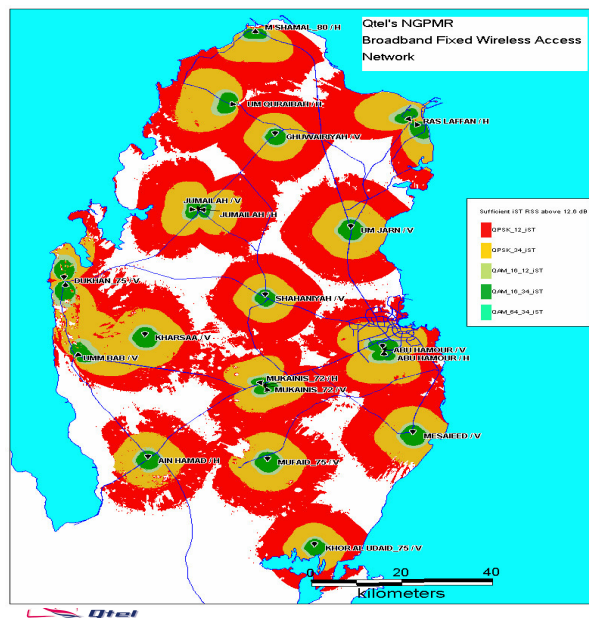 Qtel's NGPMR
Broadband Fixed Wireless Access
Network
M.SHAMAL_80 / H
UM QURAIBAH / H
RAS LAFFAN / H
GHUWAIRIYAH / V
JUMAILAH / V
JUMAILAH / H
UM JARN / V
Sufficient iST RSS above 12.6 dB
QPSK_12_iST
QPSK_34_iST
QAM_16_12_iST
QAM_16_34_iST
QAM_64_34_iST
DUKHAN_75 / V
SHAHANIYAH / V
KHARSAA / V
UMM BAB / V
ABU HAMOUR / V
ABU HAMOUR / H
MUKAINIS_72 / H
MUKAINIS_72 / V
MESAIEED / V
AIN HAMAD / H
MUFAID_75 / V
KHOR AL UDAID_75 / V
0 20 40
kilometers
Qtel